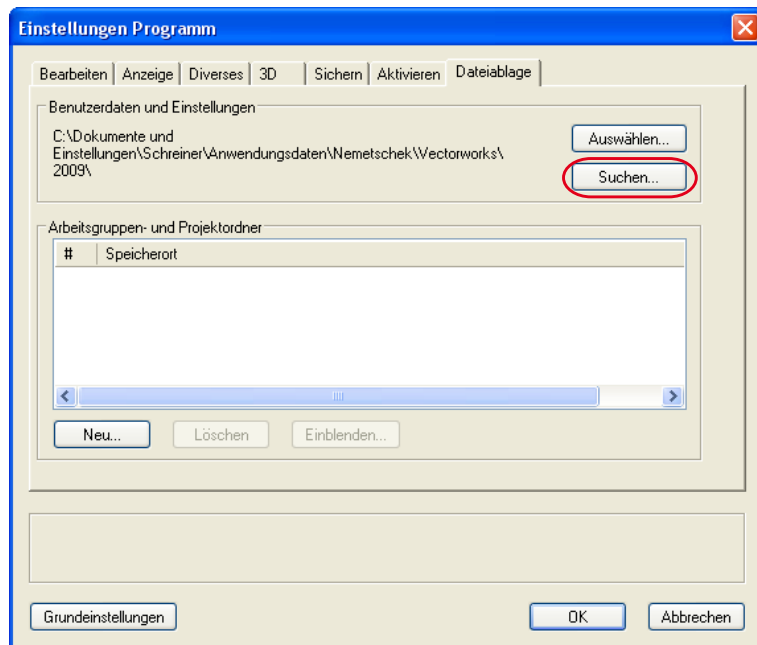 Einstellungen Programm
Bearbeiten Anzeige Diverses 3D Sichern Aktivieren Dateiablage
Benutzerdaten und Einstellungen
C:\Dokumente und
Einstellungen\Schreiner\Anwendungsdaten\Nemetschek\Vectorworks\
2009\
Auswählen...
Suchen...
Arbeitsgruppen- und Projektordner
# Speicherort
Neu... Löschen Einblenden...
Grundeinstellungen OK Abbrechen